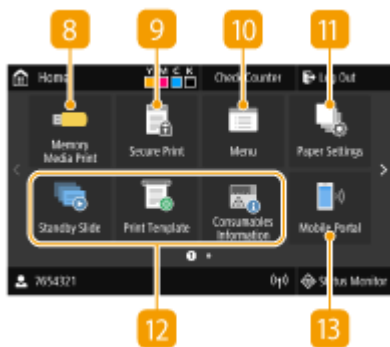 8 9 10 11
Home Y M C K Check Counter Log Out
Memory Media Print
Secure Print
Menu
Paper Settings
Standby Slide
Print Template
Consumables Information
Mobile Portal
1
7654321 Status Monitor
12 13